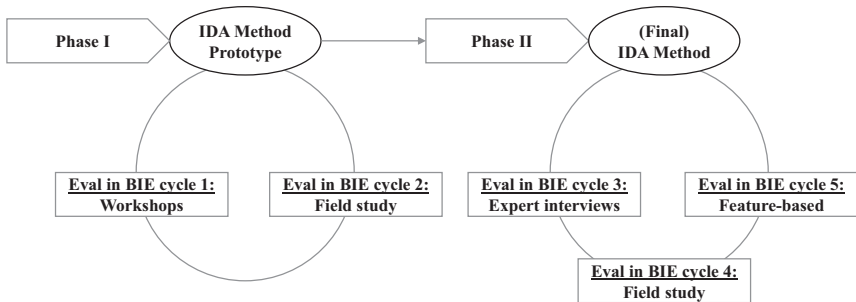 Phase I
IDA Method
Prototype
Phase II
(Final)
IDA Method
Eval in BIE cycle 1:
Workshops
Eval in BIE cycle 2:
Field study
Eval in BIE cycle 3:
Expert interviews
Eval in BIE cycle 5:
Feature-based
Eval in BIE cycle 4:
Field study